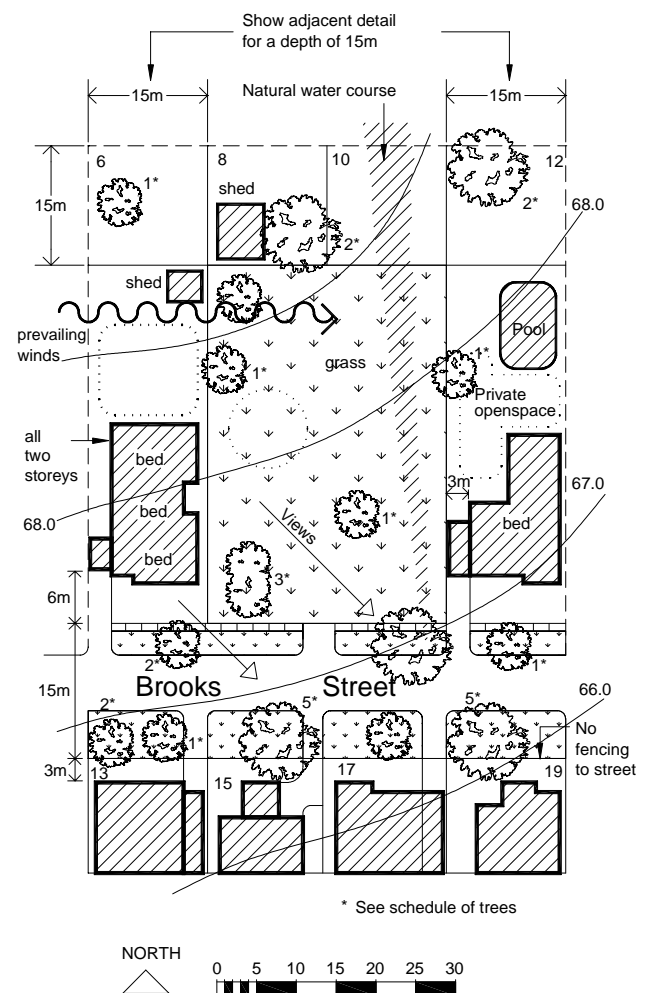 Show adjacent detail
for a depth of 15m
15m
Natural water course
15m
6
8
10
12
1*
shed
2*
2*
15m
68.0
shed
prevailing
winds
Pool
1*
grass
1*
Private
openspace
all
two
storeys
bed
bed
bed
68.0
3m
67.0
bed
1*
Views
3*
6m
2*
1*
15m
Brooks Street
66.0
2*
1*
5*
5*
No
fencing
to street
3m
13
15
17
19
* See schedule of trees
NORTH
0 5 10 15 20 25 30